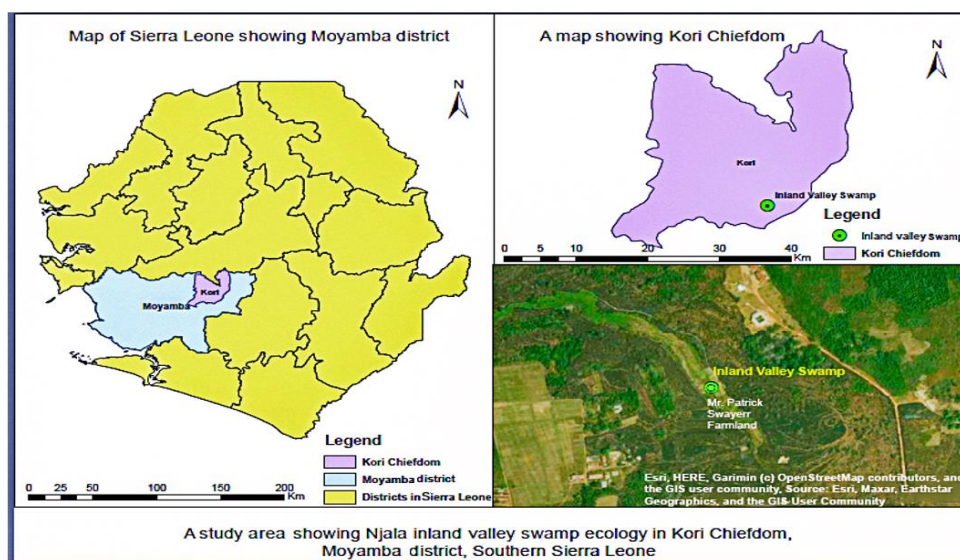 Map of Sierra Leone showing Moyamba district
N
Kori
Moyamba
Legend
Kori Chiefdom
Moyamba district
Districts in Sierra Leone
0 25 50 100 150 200
Km
A map showing Kori Chiefdom
N
Kori
Inland Valley Swamp
Legend
Inland valley Swamp
Kori Chiefdom
0 5 10 20 30 40
Km
Inland Valley Swamp
Mr. Patrick
Swayerr
Farmland
Esri, HERE, Garimin (c) OpenStreetMap contributors, and
the GIS user community, Source: Esri, Maxar, Earthstar
Geographics, and the GIS User Community
A study area showing Njala inland valley swamp ecology in Kori Chiefdom,
Moyamba district, Southern Sierra Leone